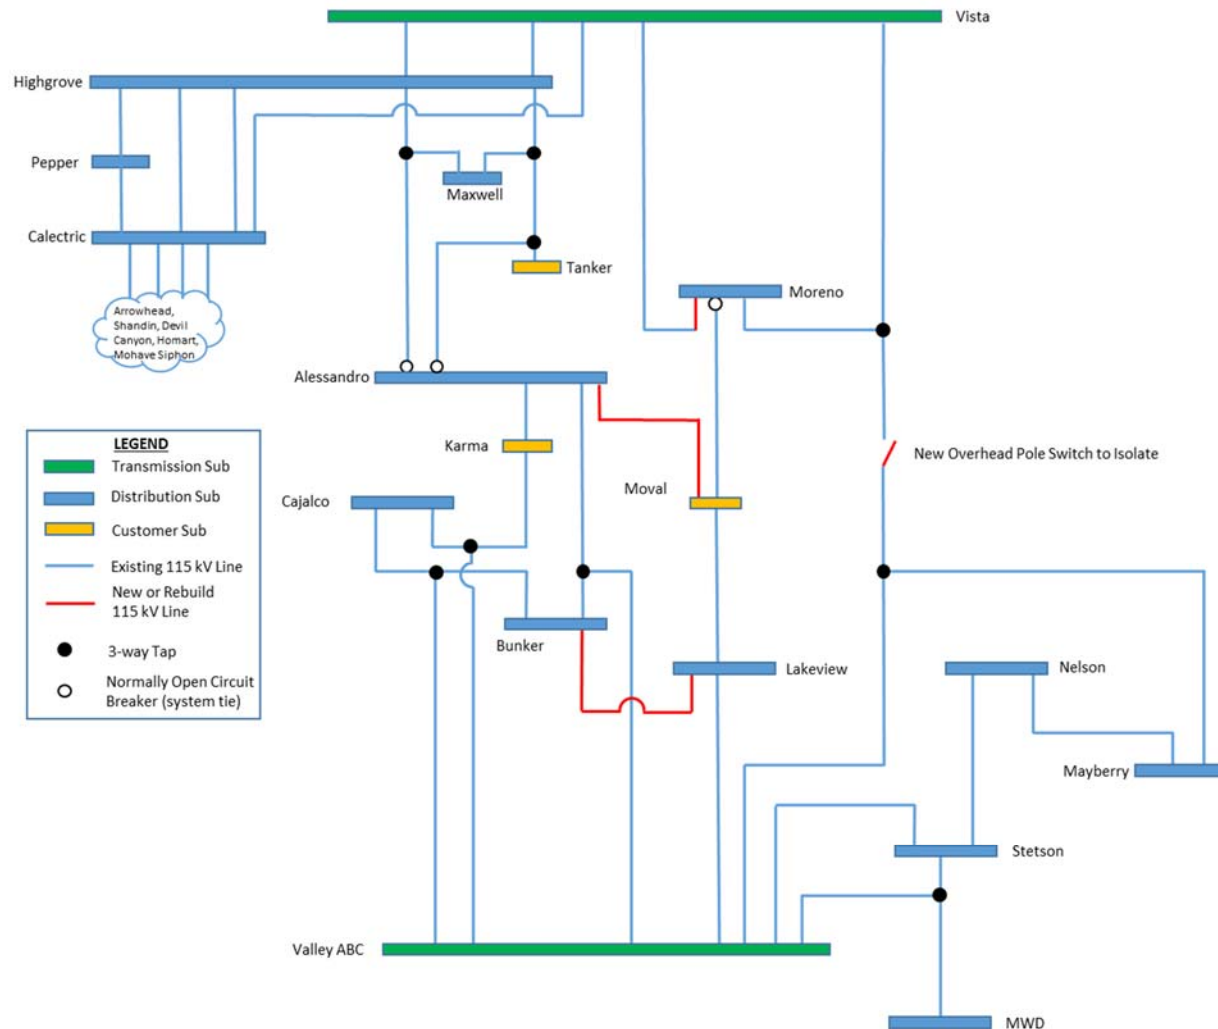 Vista
Highgrove
Pepper
Maxwell
Calectric
Tanker
Moreno
Arrowhead,
Shandin, Devil
Canyon, Homart,
Mohave Siphon
Alessandro
LEGEND
Transmission Sub
Distribution Sub
Customer Sub
Existing 115 kV Line
New or Rebuild
115 kV Line
3-way Tap
Normally Open Circuit
Breaker (system tie)
Karma
New Overhead Pole Switch to Isolate
Moval
Cajalco
Bunker
Lakeview
Nelson
Mayberry
Stetson
Valley ABC
MWD